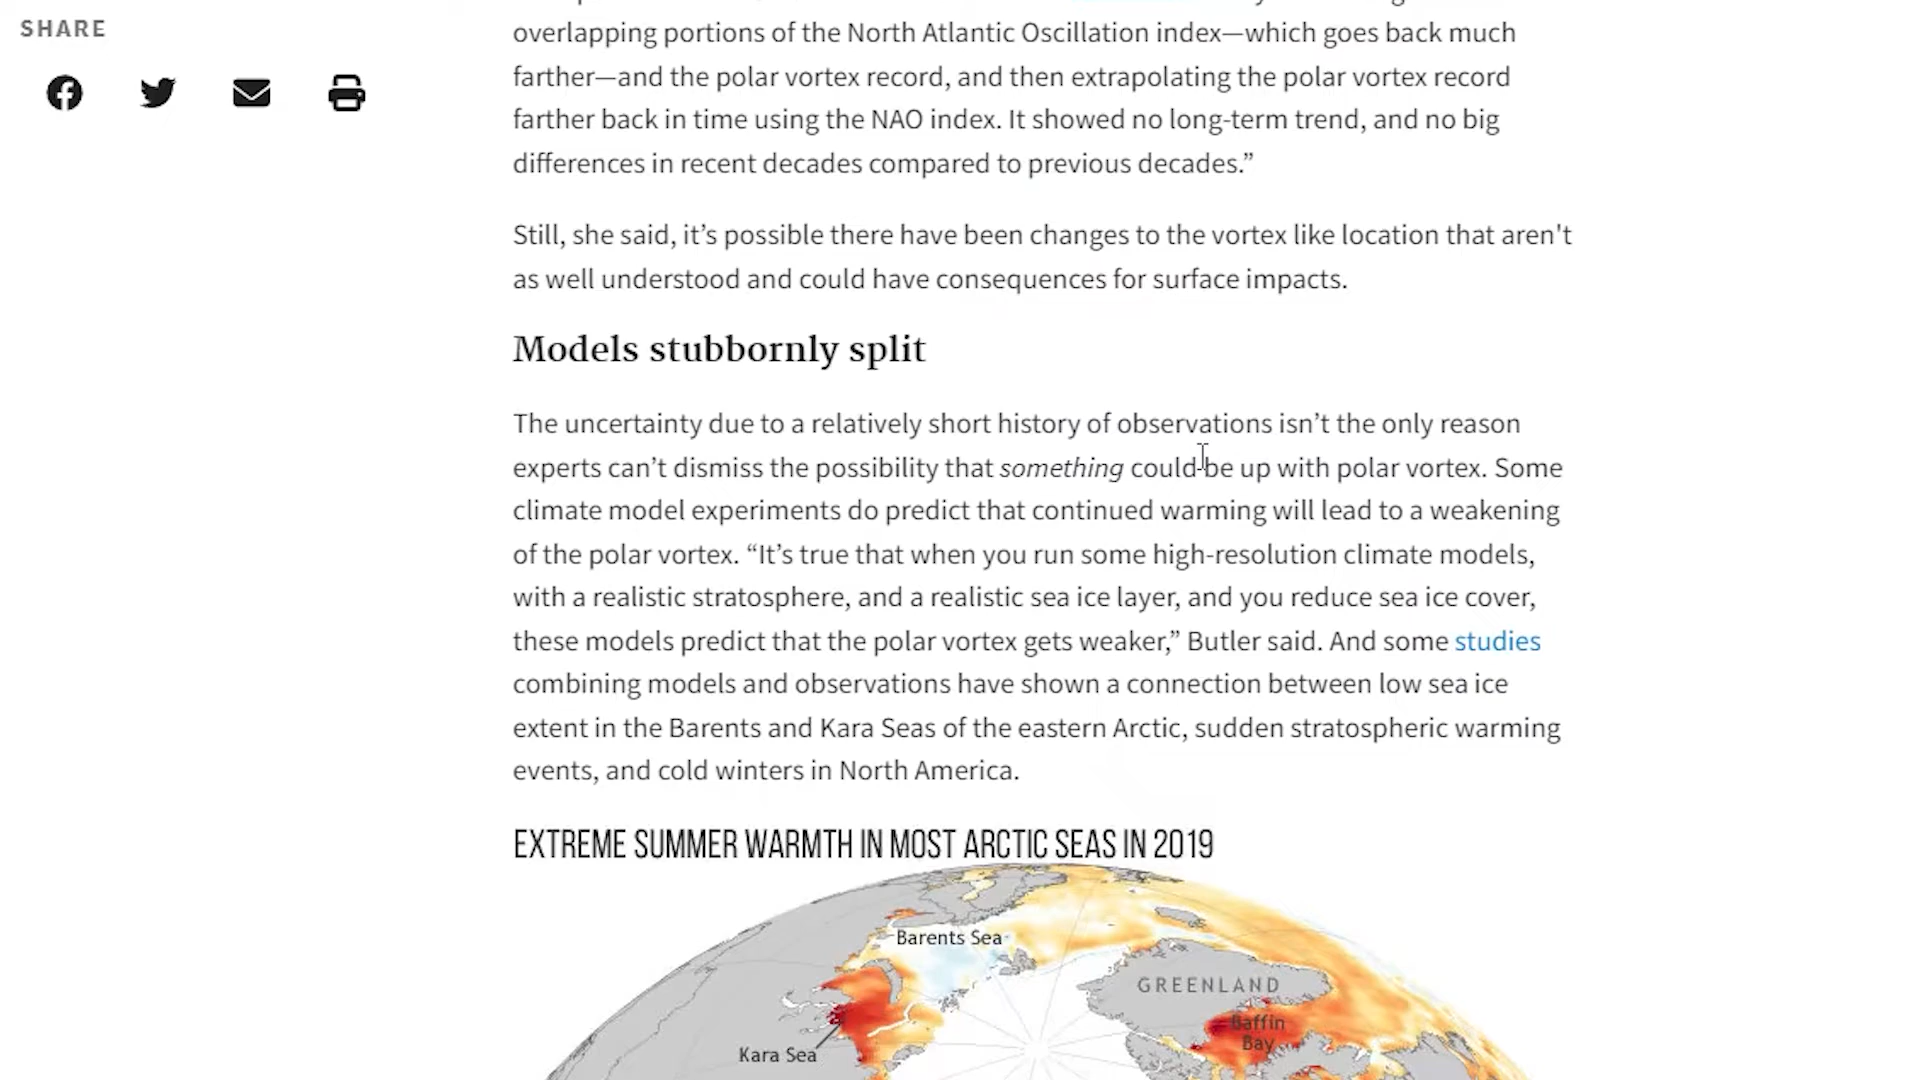 SHARE
overlapping portions of the North Atlantic Oscillation index—which goes back much
farther—and the polar vortex record, and then extrapolating the polar vortex record
farther back in time using the NAO index. It showed no long-term trend, and no big
differences in recent decades compared to previous decades.”
Still, she said, it’s possible there have been changes to the vortex like location that aren't
as well understood and could have consequences for surface impacts.
Models stubbornly split
The uncertainty due to a relatively short history of observations isn’t the only reason
experts can’t dismiss the possibility that something could be up with polar vortex. Some
climate model experiments do predict that continued warming will lead to a weakening
of the polar vortex. “It’s true that when you run some high-resolution climate models,
with a realistic stratosphere, and a realistic sea ice layer, and you reduce sea ice cover,
these models predict that the polar vortex gets weaker,” Butler said. And some studies
combining models and observations have shown a connection between low sea ice
extent in the Barents and Kara Seas of the eastern Arctic, sudden stratospheric warming
events, and cold winters in North America.
EXTREME SUMMER WARMTH IN MOST ARCTIC SEAS IN 2019
Barents Sea
GREENLAND
Baffin
Bay
Kara Sea